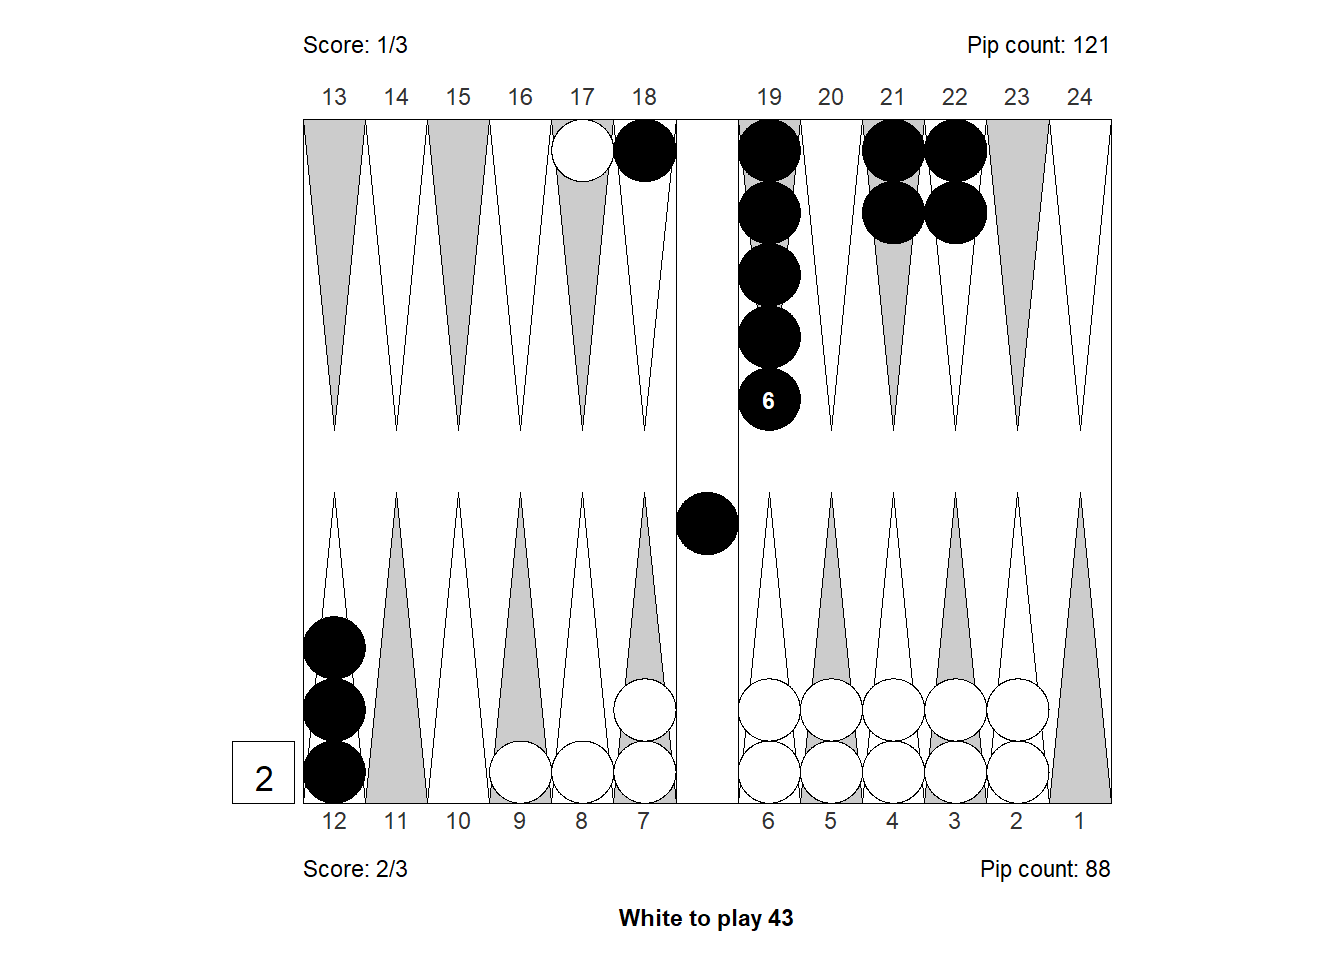 Score: 1/3 Pip count: 121
13 14 15 16 17 18 19 20 21 22 23 24
6
2
12 11 10 9 8 7 6 5 4 3 2 1
Score: 2/3 Pip count: 88
White to play 43